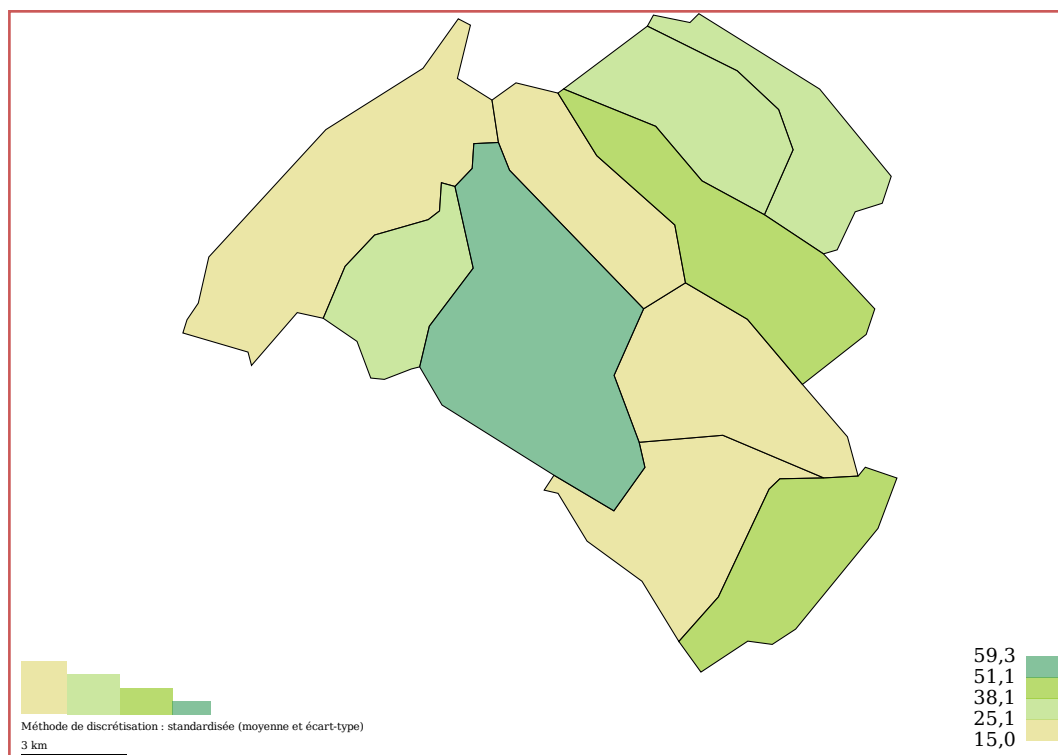 59,3
51,1
38,1
25,1
15,0
Méthode de discrétisation : standardisée (moyenne et écart-type)
3 km